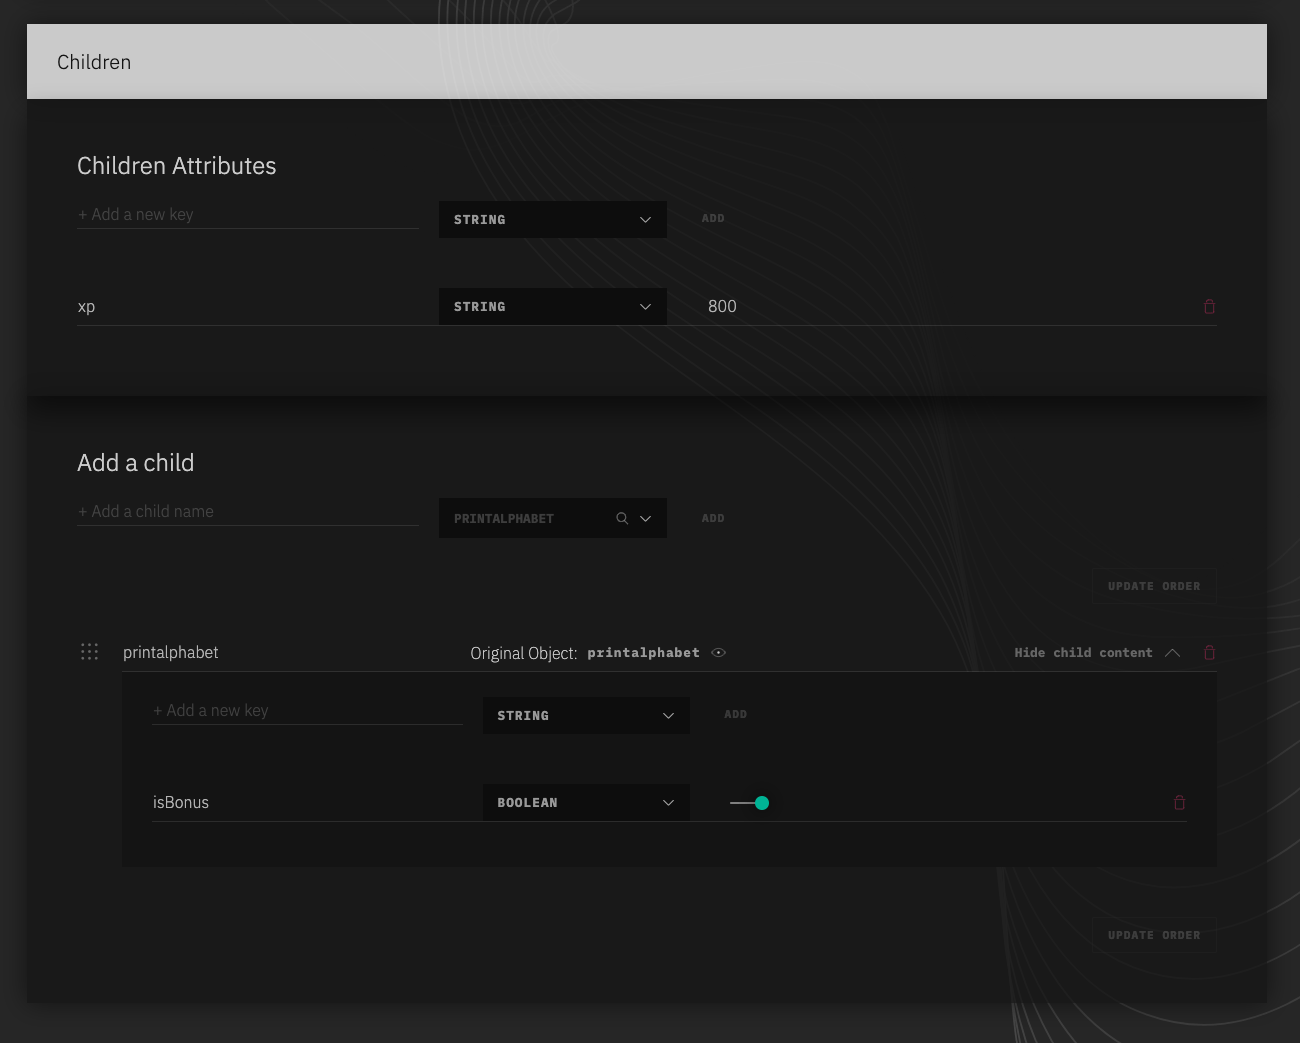 Children
Children Attributes
+ Add a new key STRING ADD
xp STRING 800
Add a child
+ Add a child name PRINTALPHABET ADD
UPDATE ORDER
printalphabet Original Object: printalphabet Hide child content
+ Add a new key STRING ADD
isBonus BOOLEAN
UPDATE ORDER